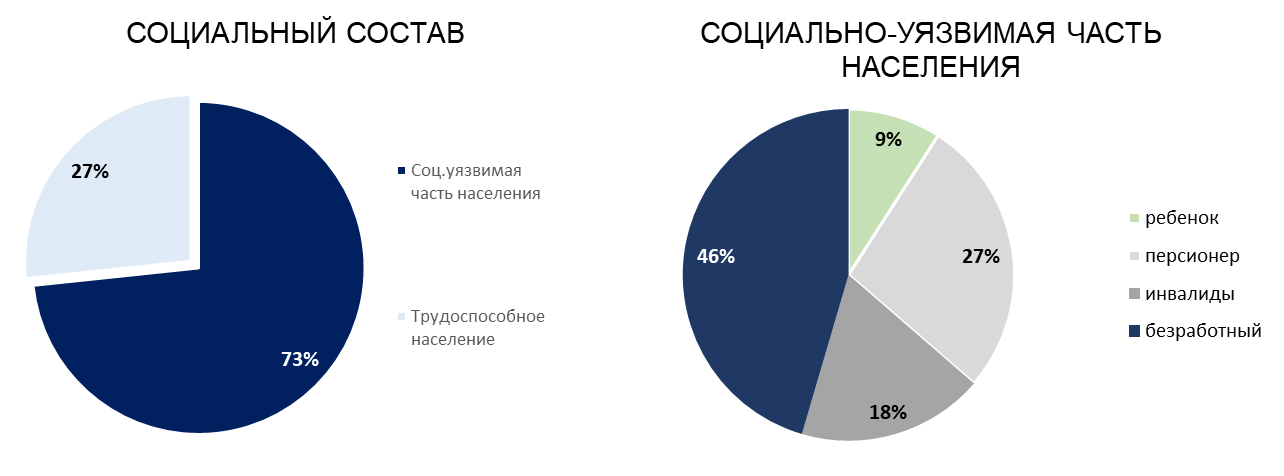 СОЦИАЛЬНЫЙ СОСТАВ
27%
73%
Соц.уязвимая
часть населения
Трудоспособное
население
СОЦИАЛЬНО-УЯЗВИМАЯ ЧАСТЬ
НАСЕЛЕНИЯ
9%
27%
18%
46%
ребенок
персионер
инвалиды
безработный